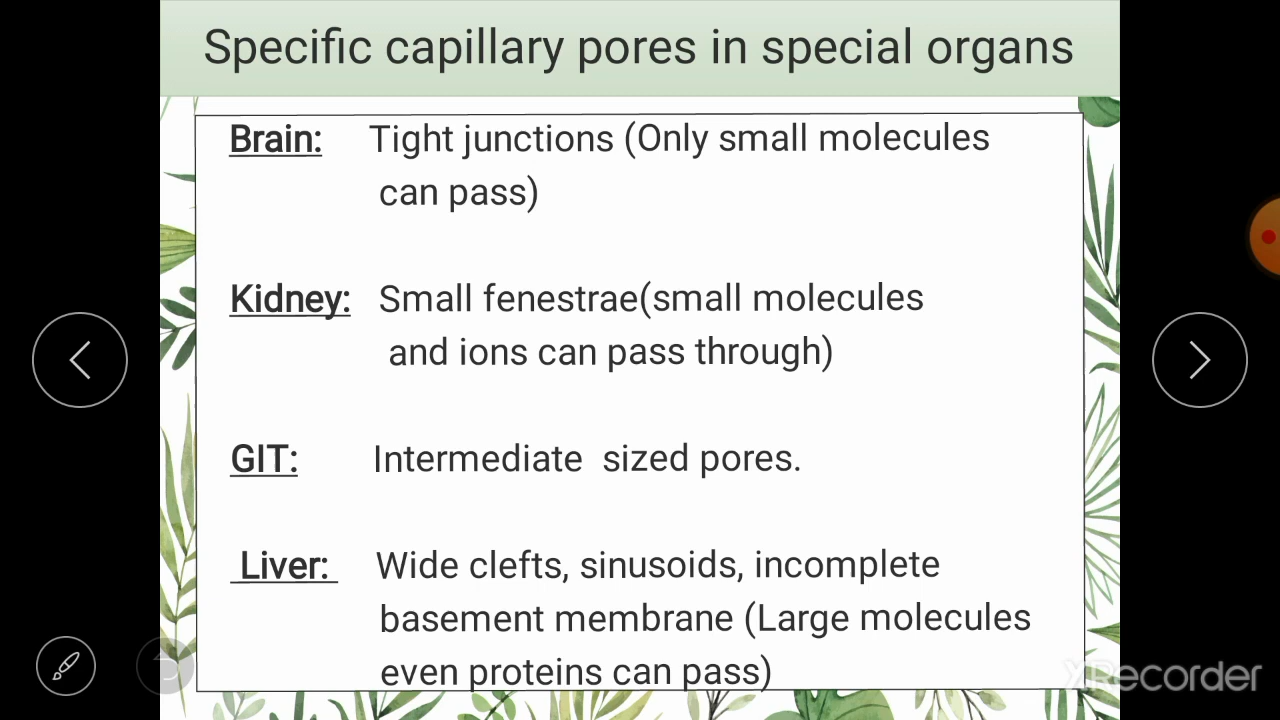 Specific capillary pores in special organs
Brain: Tight junctions (Only small molecules
can pass)
Kidney: Small fenestrae(small molecules
and ions can pass through)
GIT: Intermediate sized pores.
Liver: Wide clefts, sinusoids, incomplete
basement membrane (Large molecules
even proteins can pass)
XRecorder